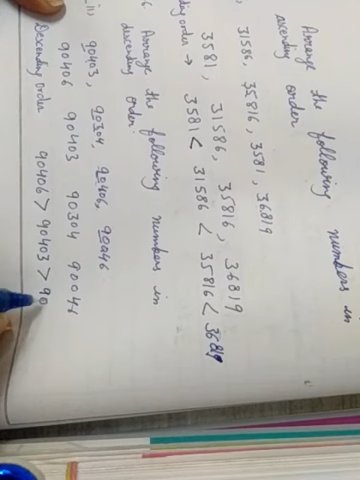 Arrange the following numbers in
ascending order
31586, 35816, 3581, 36819
ding order → 3581, 31586, 35816, 36819
3581 < 31586 < 35816 < 36819
6. Arrange the following numbers in
descending order.
ii) 90403, 90304, 90406, 90046
90406 90403 90304 90046
Descending order 90406 > 90403 > 90